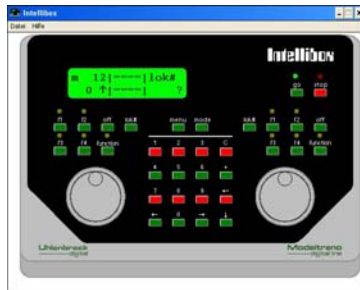 Intellibox
Datei Hilfe
Intellibox
m 12|----|lok#
0 ↑|----| ?
go stop
f1 f2 off lok# menu mode lok# f1 f2 off
f3 f4 function 1 2 3 C f3 f4 function
4 5 6 +
7 8 9 ↵
← 0 → ↓
Uhlenbrock
digital
Modeltreno
digital line